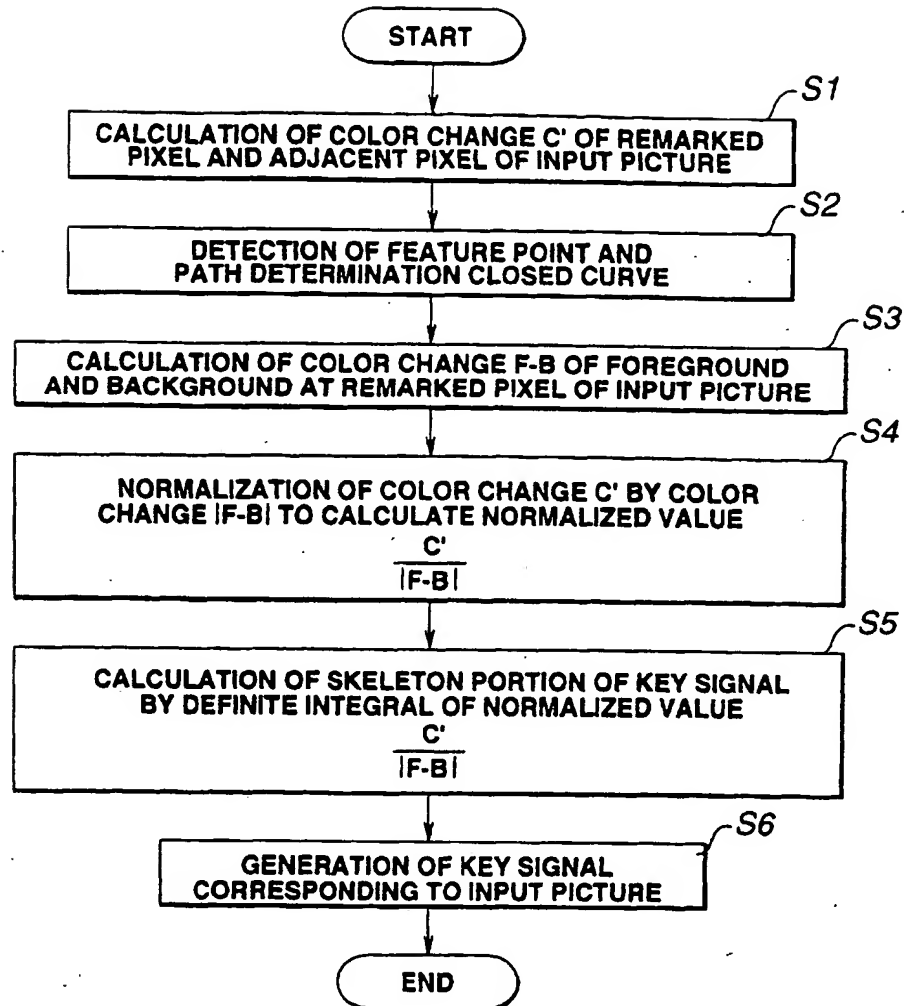 START
S1
CALCULATION OF COLOR CHANGE C' OF REMARKED
PIXEL AND ADJACENT PIXEL OF INPUT PICTURE
S2
DETECTION OF FEATURE POINT AND
PATH DETERMINATION CLOSED CURVE
S3
CALCULATION OF COLOR CHANGE F-B OF FOREGROUND
AND BACKGROUND AT REMARKED PIXEL OF INPUT PICTURE
S4
NORMALIZATION OF COLOR CHANGE C' BY COLOR
CHANGE |F-B| TO CALCULATE NORMALIZED VALUE
C'
|F-B|
S5
CALCULATION OF SKELETON PORTION OF KEY SIGNAL
BY DEFINITE INTEGRAL OF NORMALIZED VALUE
C'
|F-B|
S6
GENERATION OF KEY SIGNAL
CORRESPONDING TO INPUT PICTURE
END